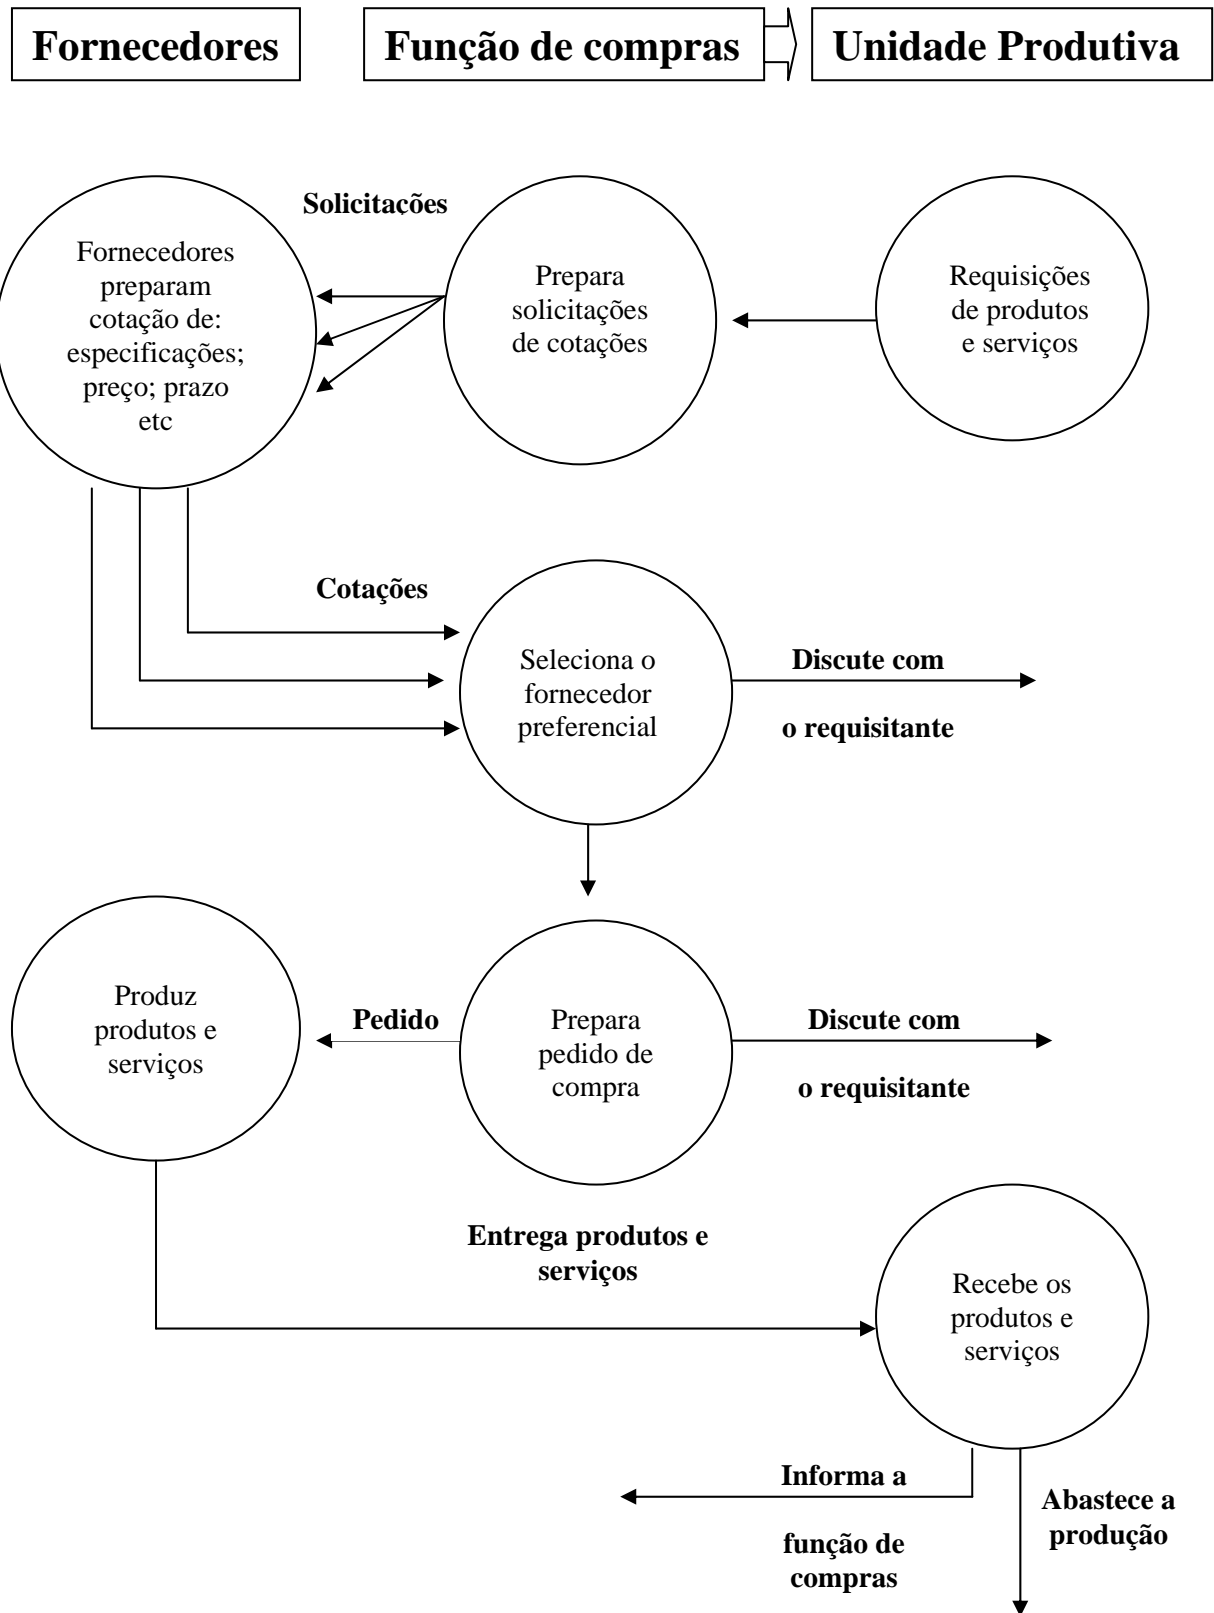 Fornecedores
Função de compras
Unidade Produtiva
Solicitações
Fornecedores
preparam
cotação de:
especificações;
preço; prazo
etc
Prepara
solicitações
de cotações
Requisições
de produtos
e serviços
Cotações
Seleciona o
fornecedor
preferencial
Discute com
o requisitante
Produz
produtos e
serviços
Pedido
Prepara
pedido de
compra
Discute com
o requisitante
Entrega produtos e
serviços
Recebe os
produtos e
serviços
Informa a
função de
compras
Abastece a
produção